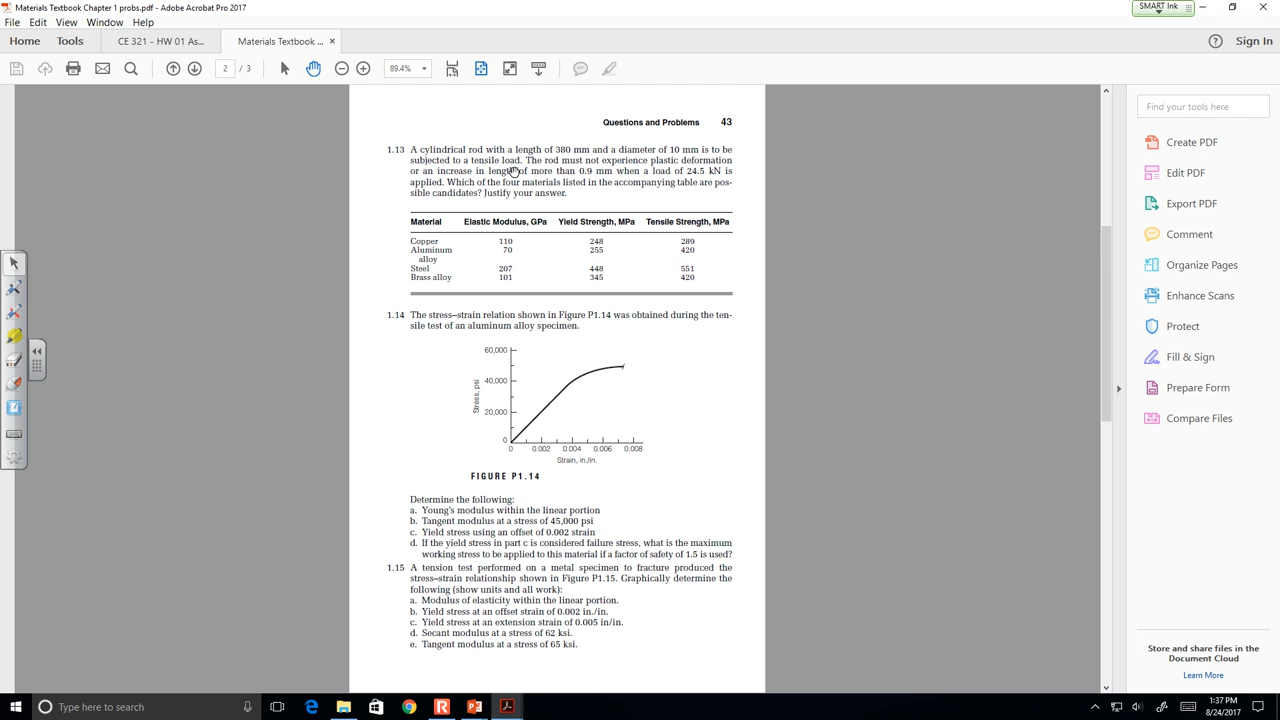 Materials Textbook Chapter 1 probs.pdf - Adobe Acrobat Pro 2017
SMART Ink
File Edit View Window Help
Home Tools CE 321 - HW 01 As... Materials Textbook ... × Sign In
2 / 3 89.4%
Questions and Problems 43
1.13 A cylindrical rod with a length of 380 mm and a diameter of 10 mm is to be
subjected to a tensile load. The rod must not experience plastic deformation
or an increase in length of more than 0.9 mm when a load of 24.5 kN is
applied. Which of the four materials listed in the accompanying table are pos-
sible candidates? Justify your answer.
Material Elastic Modulus, GPa Yield Strength, MPa Tensile Strength, MPa
Copper 110 248 289
Aluminum 70 255 420
alloy
Steel 207 448 551
Brass alloy 101 345 420
1.14 The stress–strain relation shown in Figure P1.14 was obtained during the ten-
sile test of an aluminum alloy specimen.
60,000
40,000
20,000
0
Stress, psi
0 0.002 0.004 0.006 0.008
Strain, in./in.
FIGURE P1.14
Determine the following:
a. Young's modulus within the linear portion
b. Tangent modulus at a stress of 45,000 psi
c. Yield stress using an offset of 0.002 strain
d. If the yield stress in part c is considered failure stress, what is the maximum
working stress to be applied to this material if a factor of safety of 1.5 is used?
1.15 A tension test performed on a metal specimen to fracture produced the
stress–strain relationship shown in Figure P1.15. Graphically determine the
following (show units and all work):
a. Modulus of elasticity within the linear portion.
b. Yield stress at an offset strain of 0.002 in./in.
c. Yield stress at an extension strain of 0.005 in/in.
d. Secant modulus at a stress of 62 ksi.
e. Tangent modulus at a stress of 65 ksi.
Find your tools here
Create PDF
Edit PDF
Export PDF
Comment
Organize Pages
Enhance Scans
Protect
Fill & Sign
Prepare Form
Compare Files
Store and share files in the
Document Cloud
Learn More
Type here to search
1:37 PM
8/24/2017